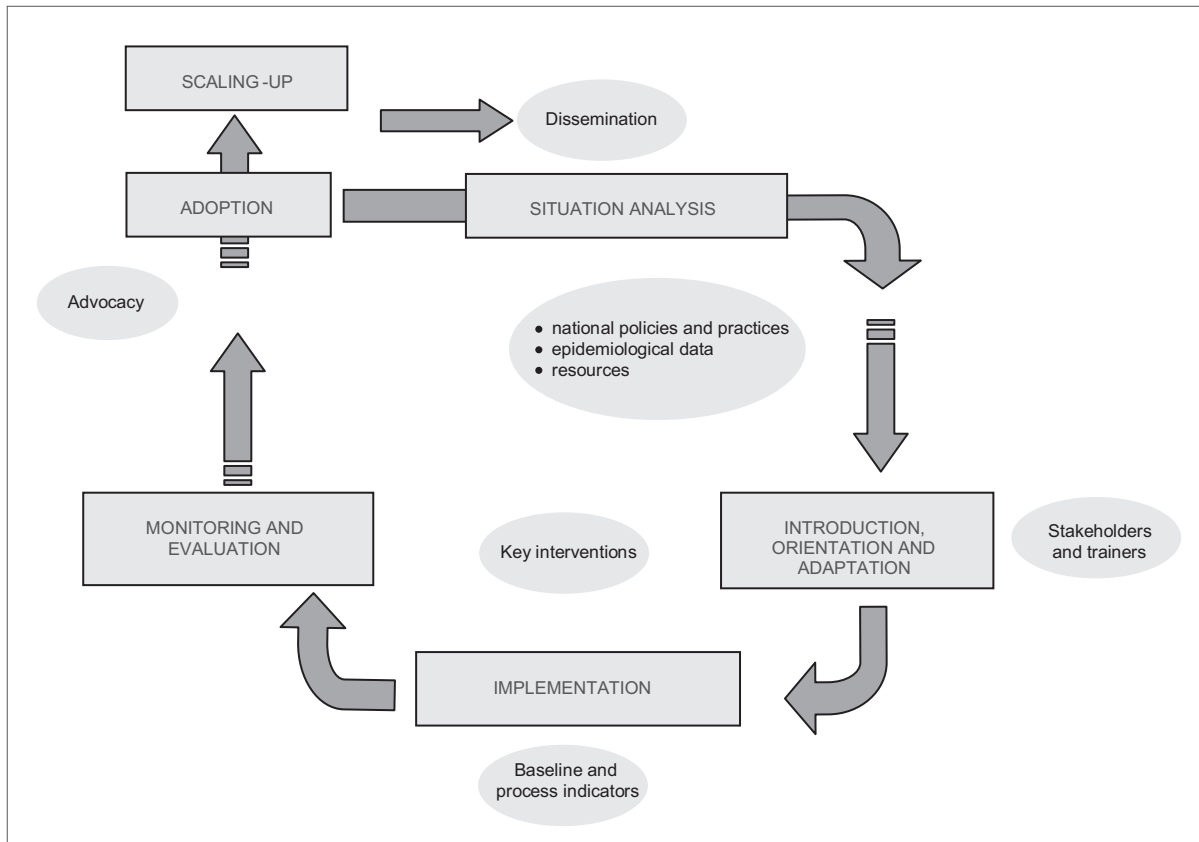 SCALING-UP
Dissemination
ADOPTION
SITUATION ANALYSIS
Advocacy
• national policies and practices
• epidemiological data
• resources
MONITORING AND
EVALUATION
Key interventions
INTRODUCTION,
ORIENTATION AND
ADAPTATION
Stakeholders
and trainers
IMPLEMENTATION
Baseline and
process indicators